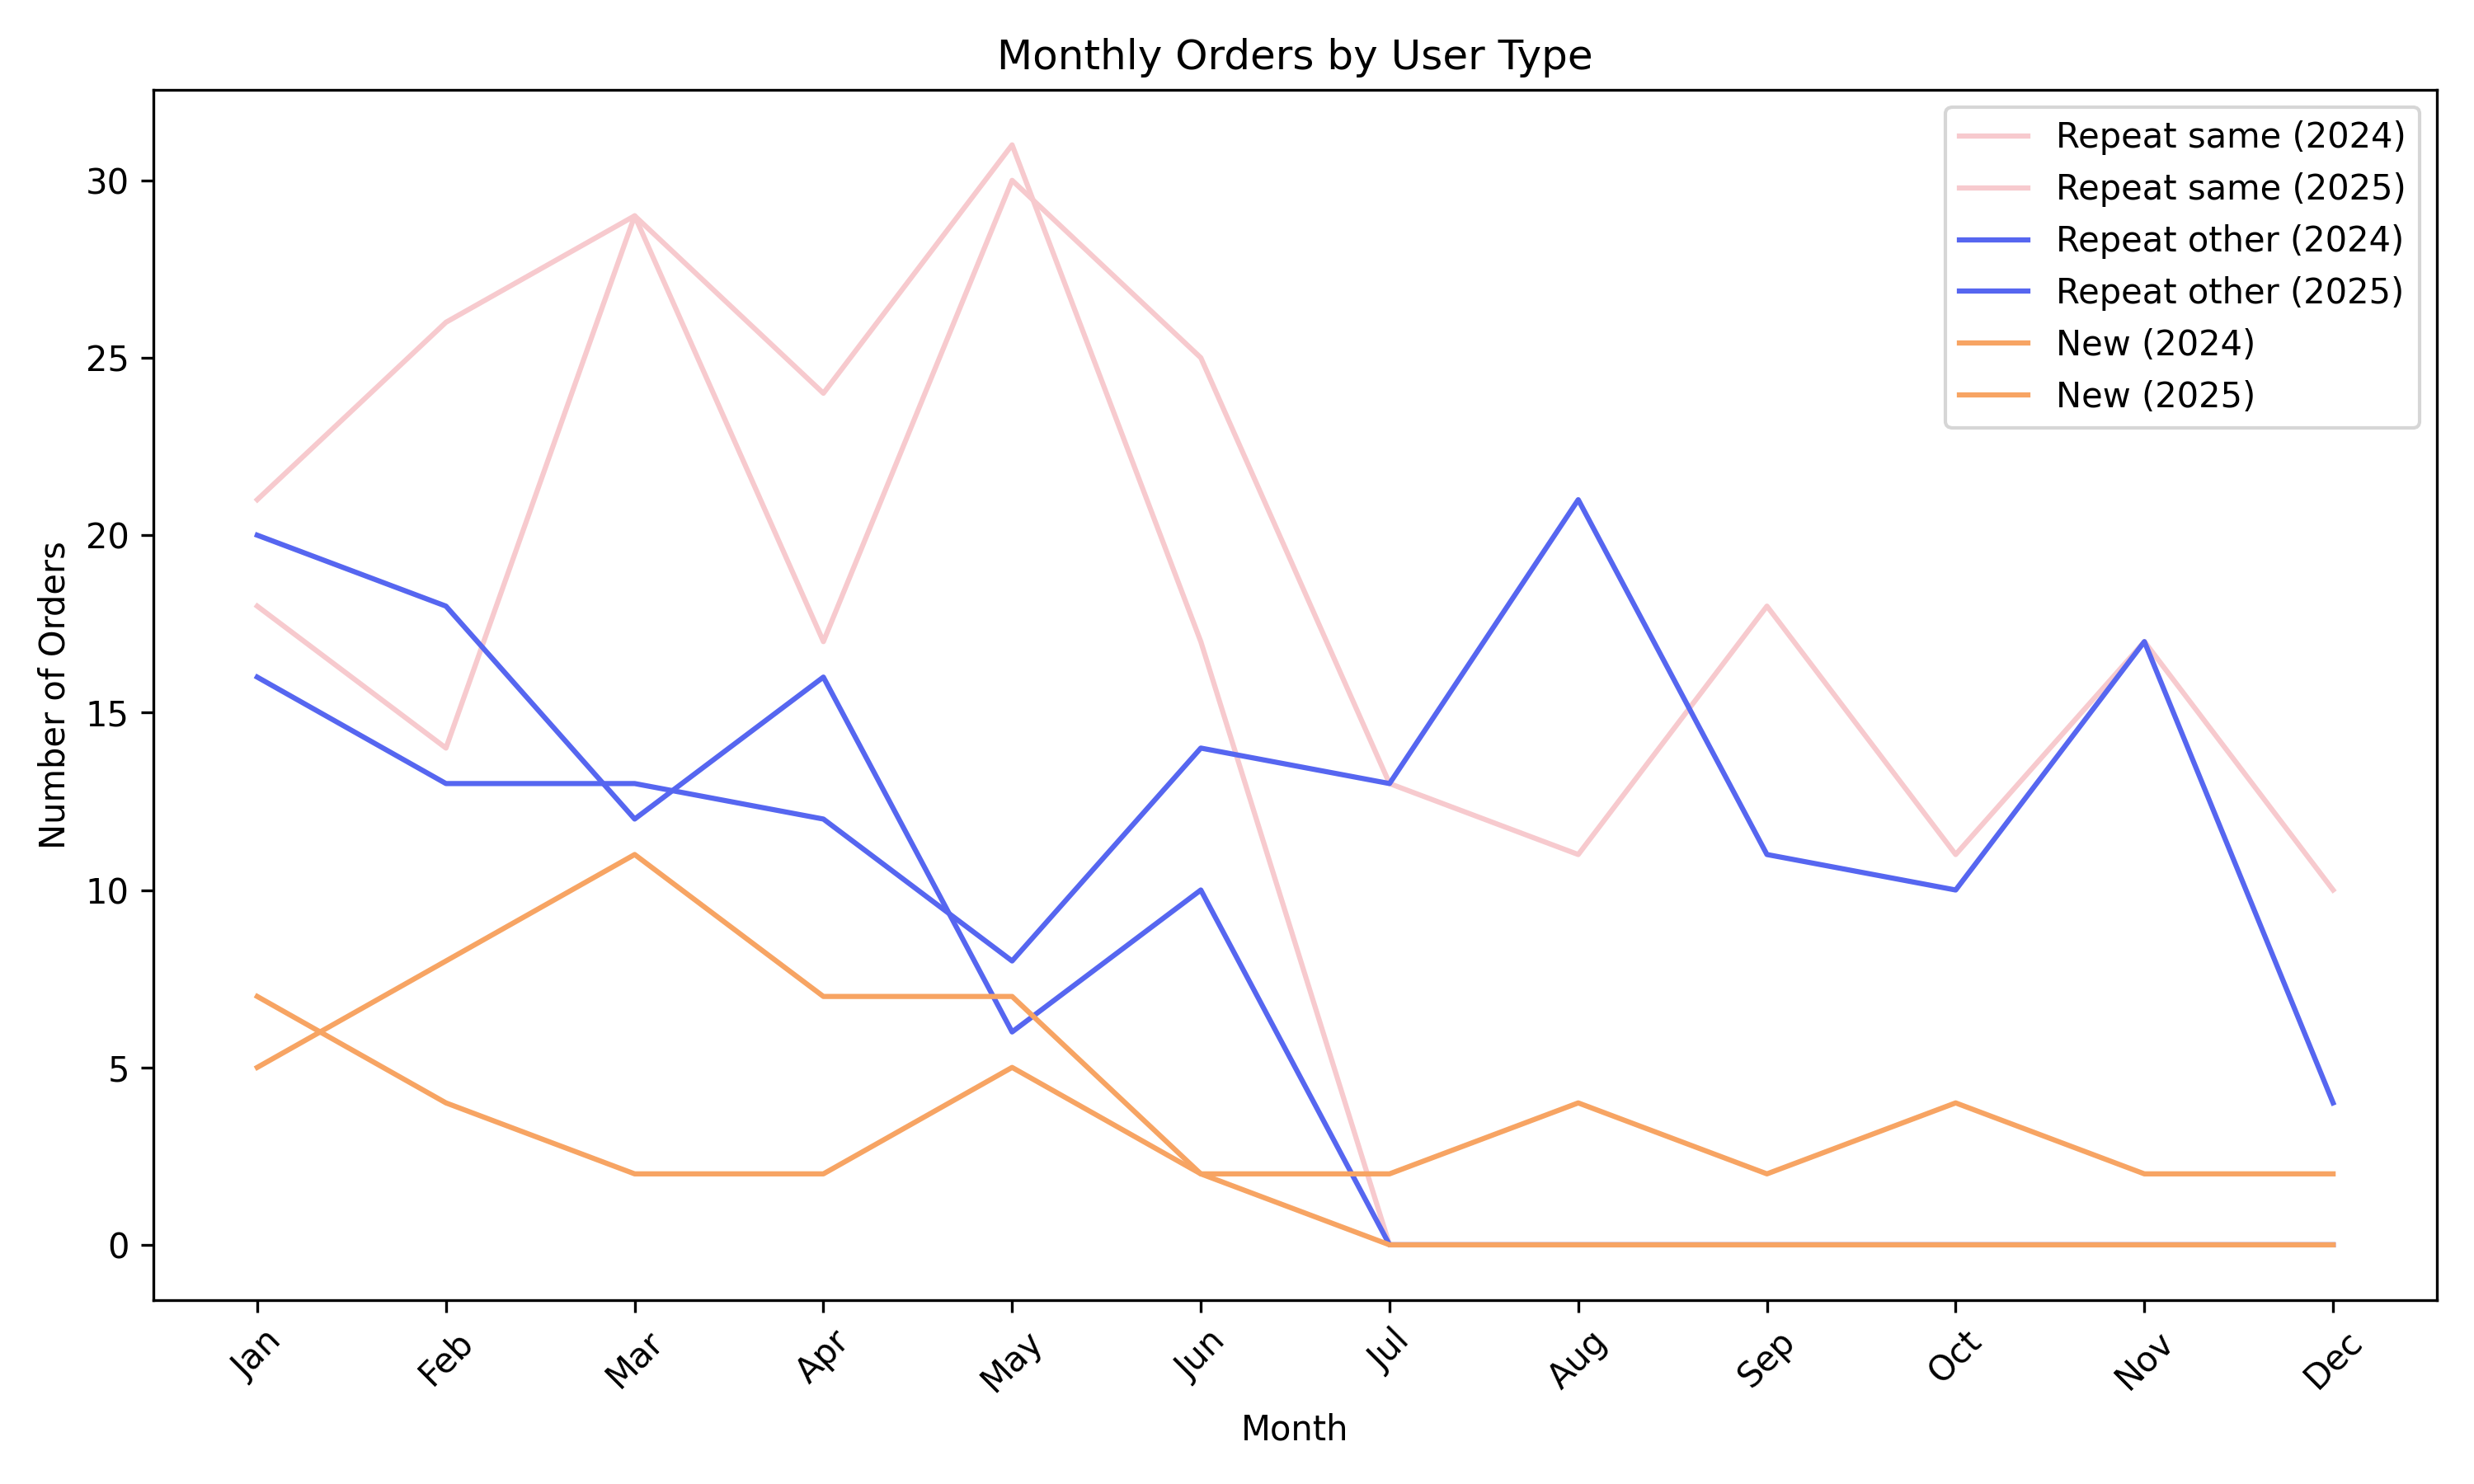 Monthly Orders by User Type
Repeat same (2024)
Repeat same (2025)
Repeat other (2024)
Repeat other (2025)
New (2024)
New (2025)
Number of Orders
30
25
20
15
10
5
0
Jan
Feb
Mar
Apr
May
Jun
Jul
Aug
Sep
Oct
Nov
Dec
Month